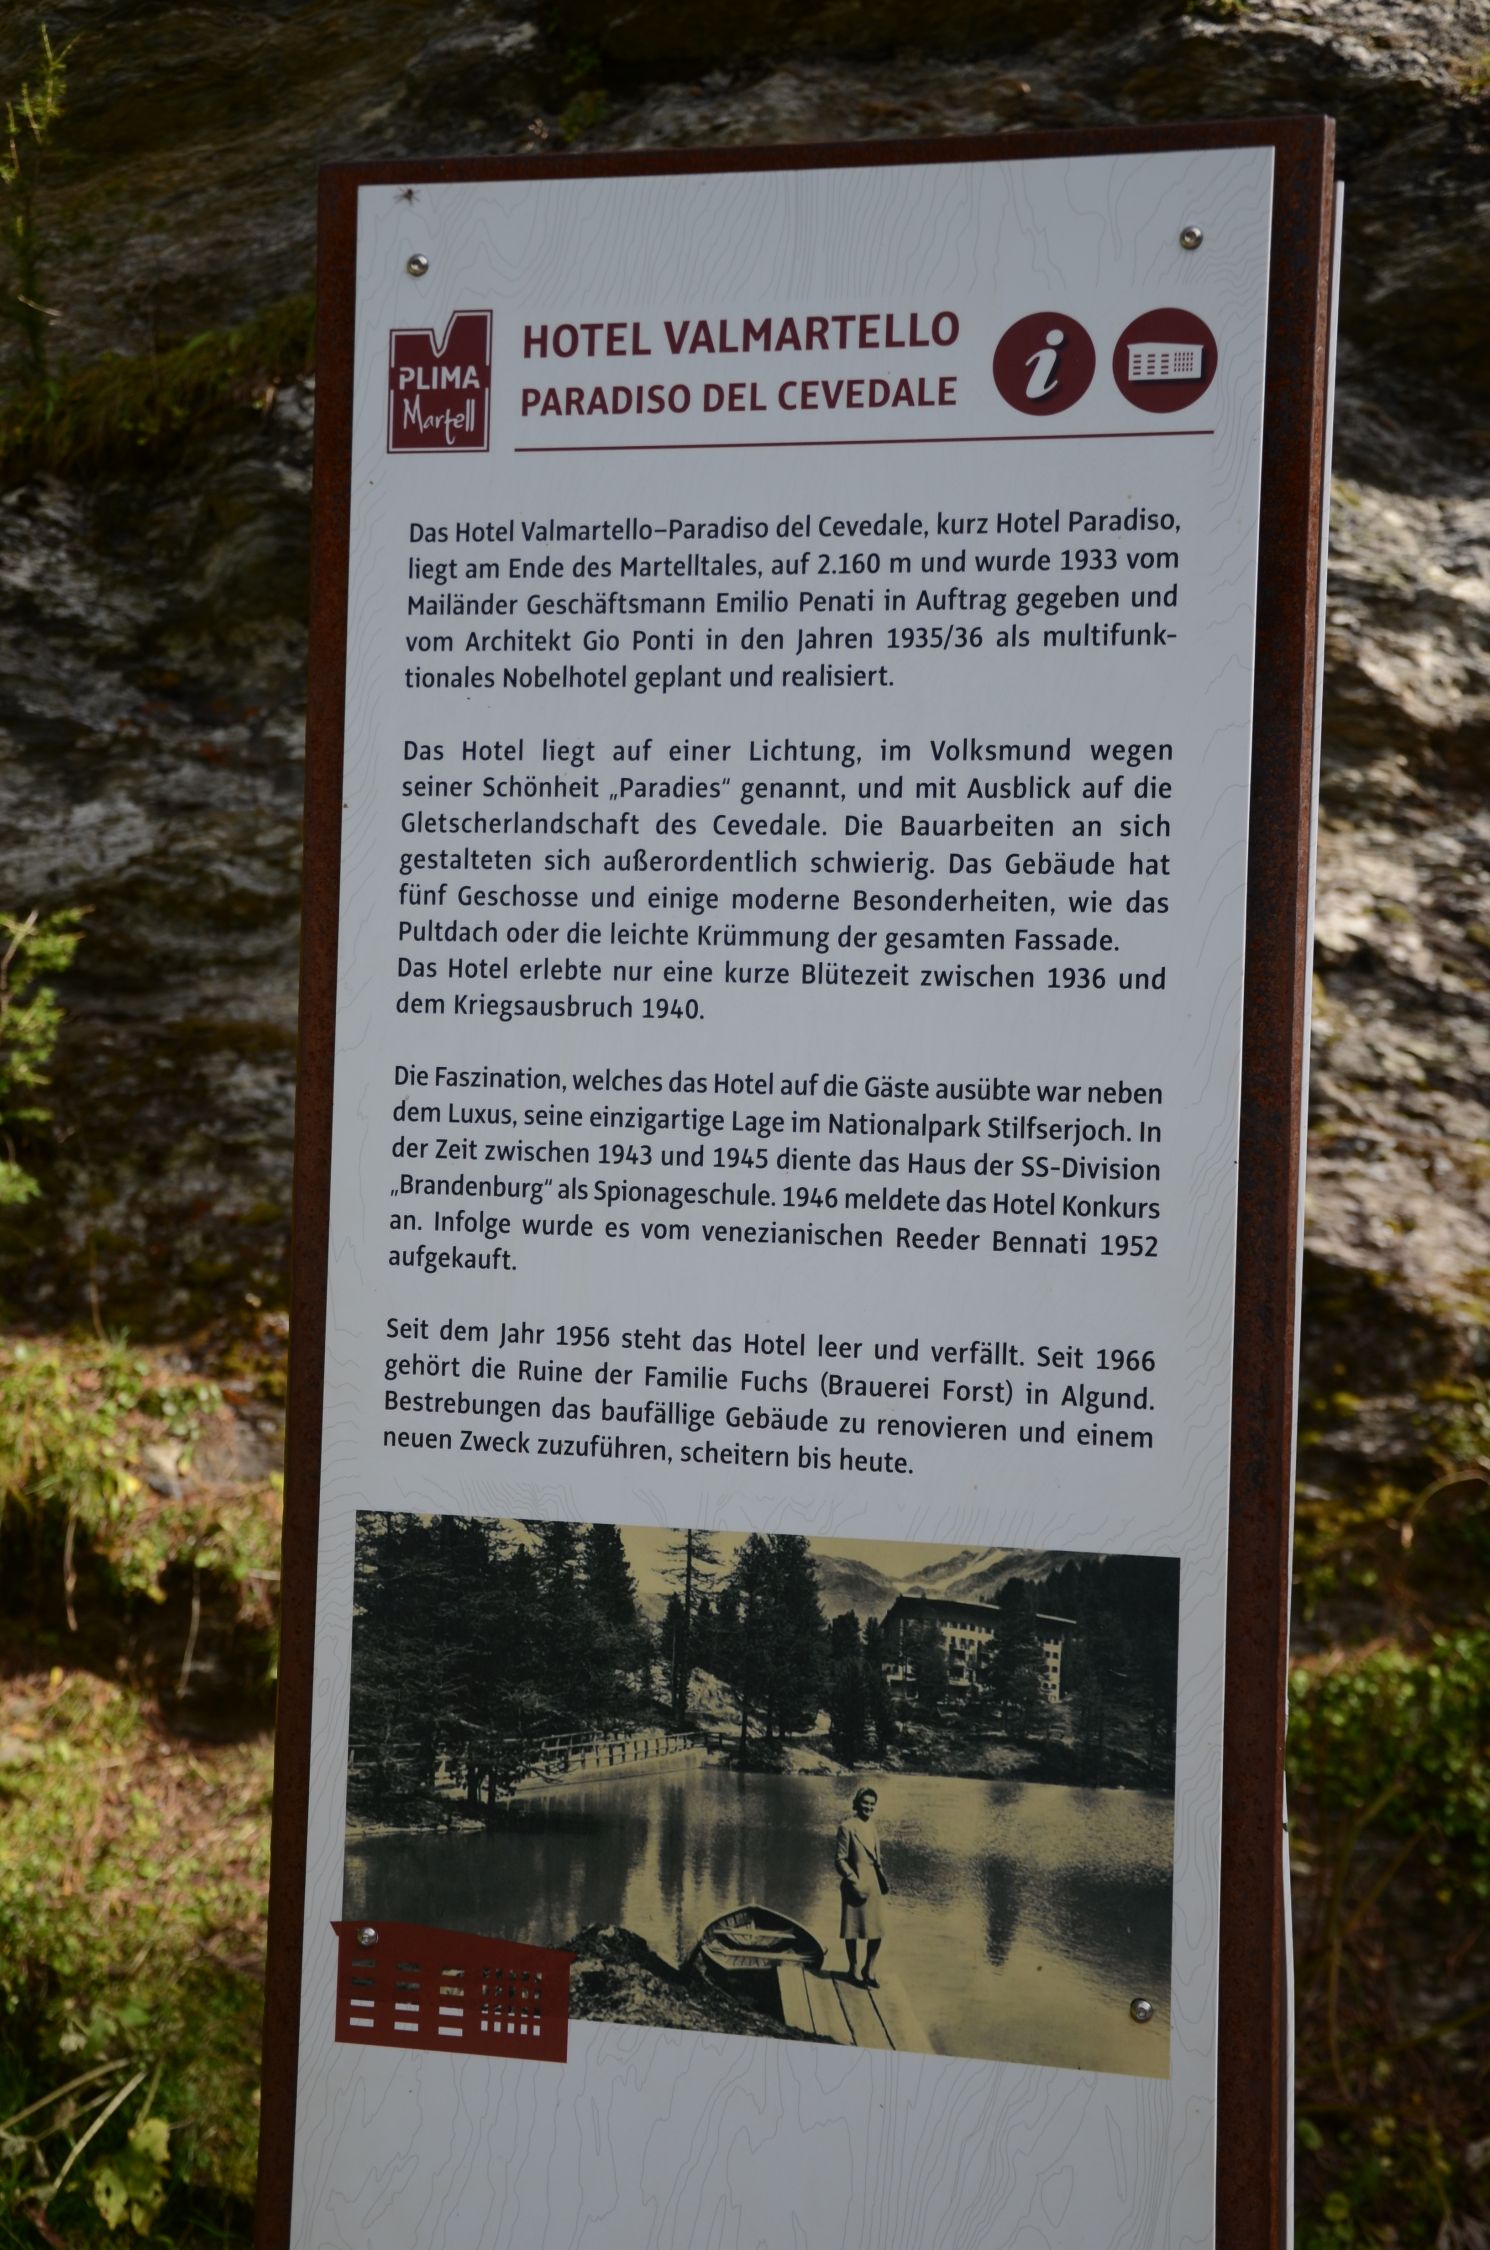 PLIMA
Martell
HOTEL VALMARTELLO
PARADISO DEL CEVEDALE
i
Das Hotel Valmartello–Paradiso del Cevedale, kurz Hotel Paradiso,
liegt am Ende des Martelltales, auf 2.160 m und wurde 1933 vom
Mailänder Geschäftsmann Emilio Penati in Auftrag gegeben und
vom Architekt Gio Ponti in den Jahren 1935/36 als multifunk-
tionales Nobelhotel geplant und realisiert.
Das Hotel liegt auf einer Lichtung, im Volksmund wegen
seiner Schönheit „Paradies“ genannt, und mit Ausblick auf die
Gletscherlandschaft des Cevedale. Die Bauarbeiten an sich
gestalteten sich außerordentlich schwierig. Das Gebäude hat
fünf Geschosse und einige moderne Besonderheiten, wie das
Pultdach oder die leichte Krümmung der gesamten Fassade.
Das Hotel erlebte nur eine kurze Blütezeit zwischen 1936 und
dem Kriegsausbruch 1940.
Die Faszination, welches das Hotel auf die Gäste ausübte war neben
dem Luxus, seine einzigartige Lage im Nationalpark Stilfserjoch. In
der Zeit zwischen 1943 und 1945 diente das Haus der SS-Division
„Brandenburg“ als Spionageschule. 1946 meldete das Hotel Konkurs
an. Infolge wurde es vom venezianischen Reeder Bennati 1952
aufgekauft.
Seit dem Jahr 1956 steht das Hotel leer und verfällt. Seit 1966
gehört die Ruine der Familie Fuchs (Brauerei Forst) in Algund.
Bestrebungen das baufällige Gebäude zu renovieren und einem
neuen Zweck zuzuführen, scheitern bis heute.